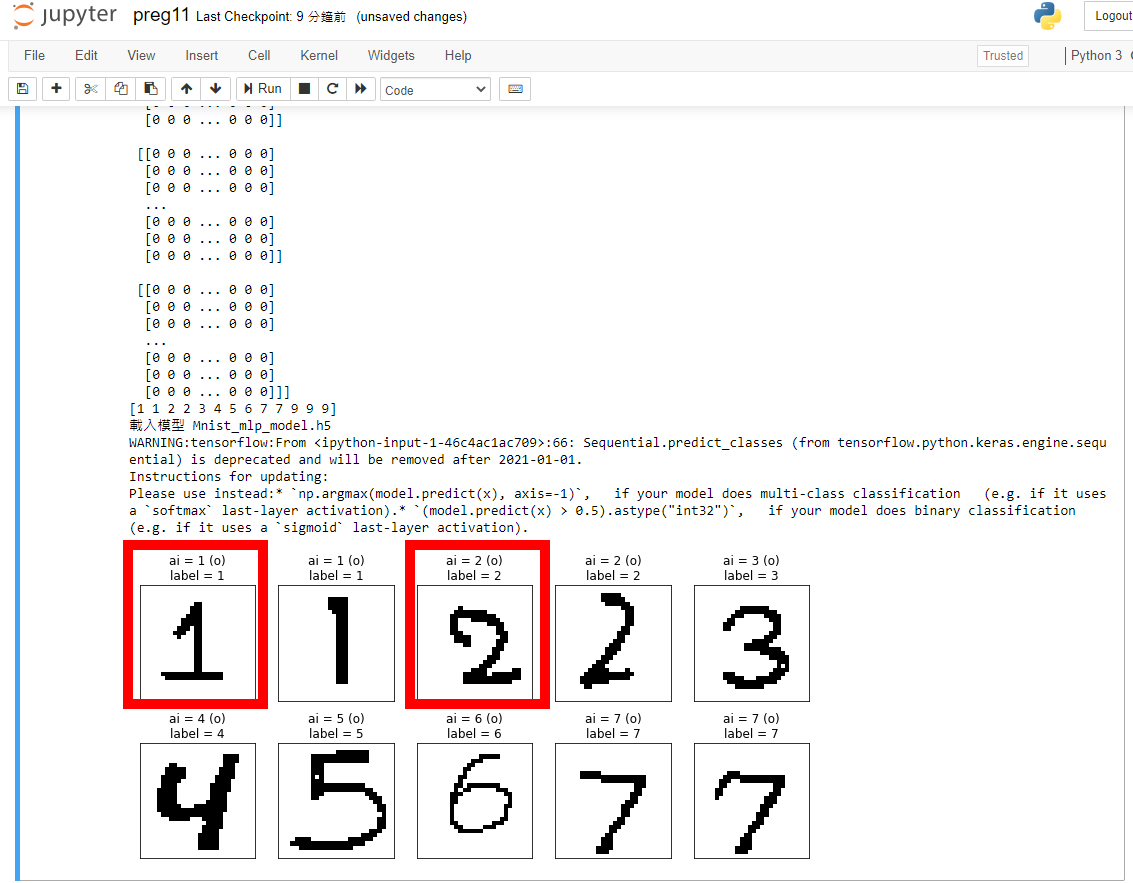 jupyter preg11 Last Checkpoint: 9 分鐘前 (unsaved changes) Logout
File Edit View Insert Cell Kernel Widgets Help Trusted Python 3
Run Code
[0 0 0 ... 0 0 0]]
[[0 0 0 ... 0 0 0]
[0 0 0 ... 0 0 0]
[0 0 0 ... 0 0 0]
...
[0 0 0 ... 0 0 0]
[0 0 0 ... 0 0 0]
[0 0 0 ... 0 0 0]]
[[0 0 0 ... 0 0 0]
[0 0 0 ... 0 0 0]
[0 0 0 ... 0 0 0]
...
[0 0 0 ... 0 0 0]
[0 0 0 ... 0 0 0]
[0 0 0 ... 0 0 0]]]
[1 1 2 2 3 4 5 6 7 7 9 9 9]
載入模型 Mnist_mlp_model.h5
WARNING:tensorflow:From <ipython-input-1-46c4ac1ac709>:66: Sequential.predict_classes (from tensorflow.python.keras.engine.sequ
ential) is deprecated and will be removed after 2021-01-01.
Instructions for updating:
Please use instead:* `np.argmax(model.predict(x), axis=-1)`,   if your model does multi-class classification   (e.g. if it uses
a `softmax` last-layer activation).* `(model.predict(x) > 0.5).astype("int32")`,   if your model does binary classification
(e.g. if it uses a `sigmoid` last-layer activation).
ai = 1 (o) ai = 1 (o) ai = 2 (o) ai = 2 (o) ai = 3 (o)
label = 1 label = 1 label = 2 label = 2 label = 3
1 1 2 2 3
ai = 4 (o) ai = 5 (o) ai = 6 (o) ai = 7 (o) ai = 7 (o)
label = 4 label = 5 label = 6 label = 7 label = 7
4 5 6 7 7